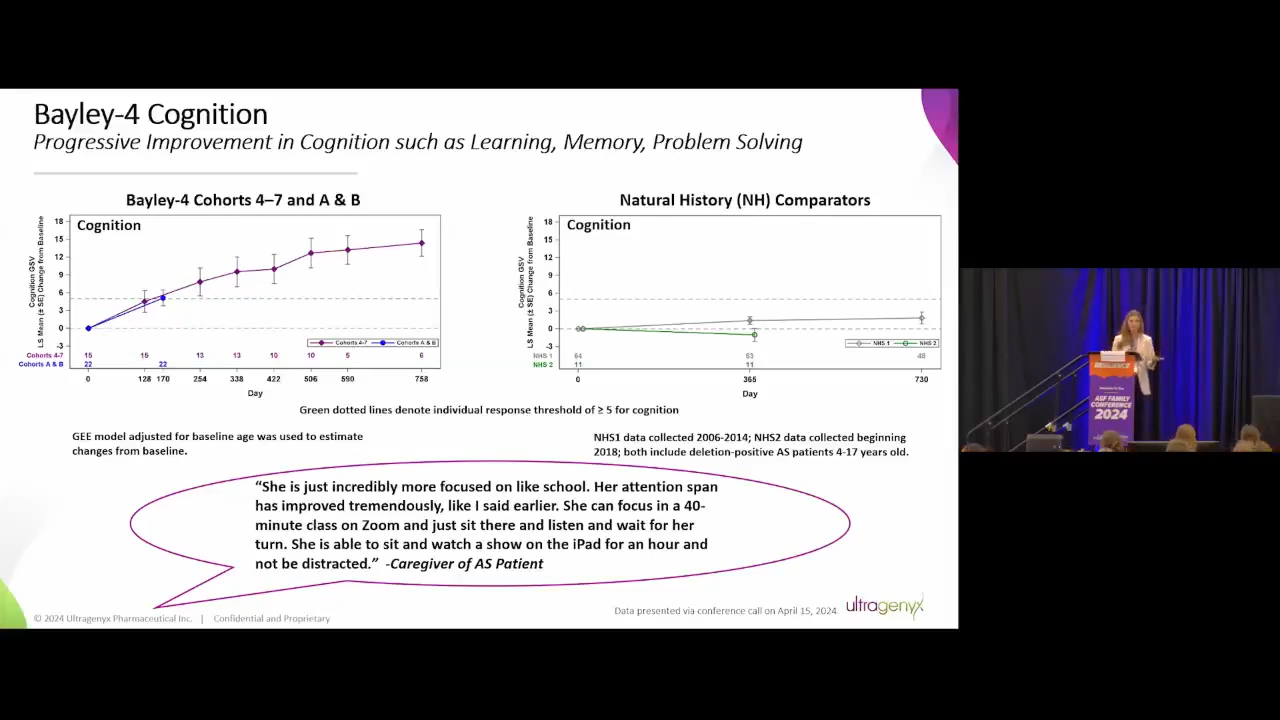 Bayley-4 Cognition
Progressive Improvement in Cognition such as Learning, Memory, Problem Solving
Bayley-4 Cohorts 4–7 and A & B
Cognition
Cognition GSV
LS Mean (± SE) Change from Baseline
18
15
12
9
6
3
0
-3
Cohorts 4-7
Cohorts A & B
Cohorts 4-7 15 15 13 13 10 10 5 6
Cohorts A & B 22 22
0 128 170 254 338 422 506 590 758
Day
Natural History (NH) Comparators
Cognition
Cognition GSV
LS Mean (± SE) Change from Baseline
18
15
12
9
6
3
0
-3
NHS 1
NHS 2
NHS 1 64 63 48
NHS 2 11 11
0 365 730
Day
Green dotted lines denote individual response threshold of ≥ 5 for cognition
GEE model adjusted for baseline age was used to estimate
changes from baseline.
NHS1 data collected 2006-2014; NHS2 data collected beginning
2018; both include deletion-positive AS patients 4-17 years old.
“She is just incredibly more focused on like school. Her attention span
has improved tremendously, like I said earlier. She can focus in a 40-
minute class on Zoom and just sit there and listen and wait for her
turn. She is able to sit and watch a show on the iPad for an hour and
not be distracted.” -Caregiver of AS Patient
© 2024 Ultragenyx Pharmaceutical Inc. | Confidential and Proprietary
Data presented via conference call on April 15, 2024
ultragenyx
ASF FAMILY
CONFERENCE
2024